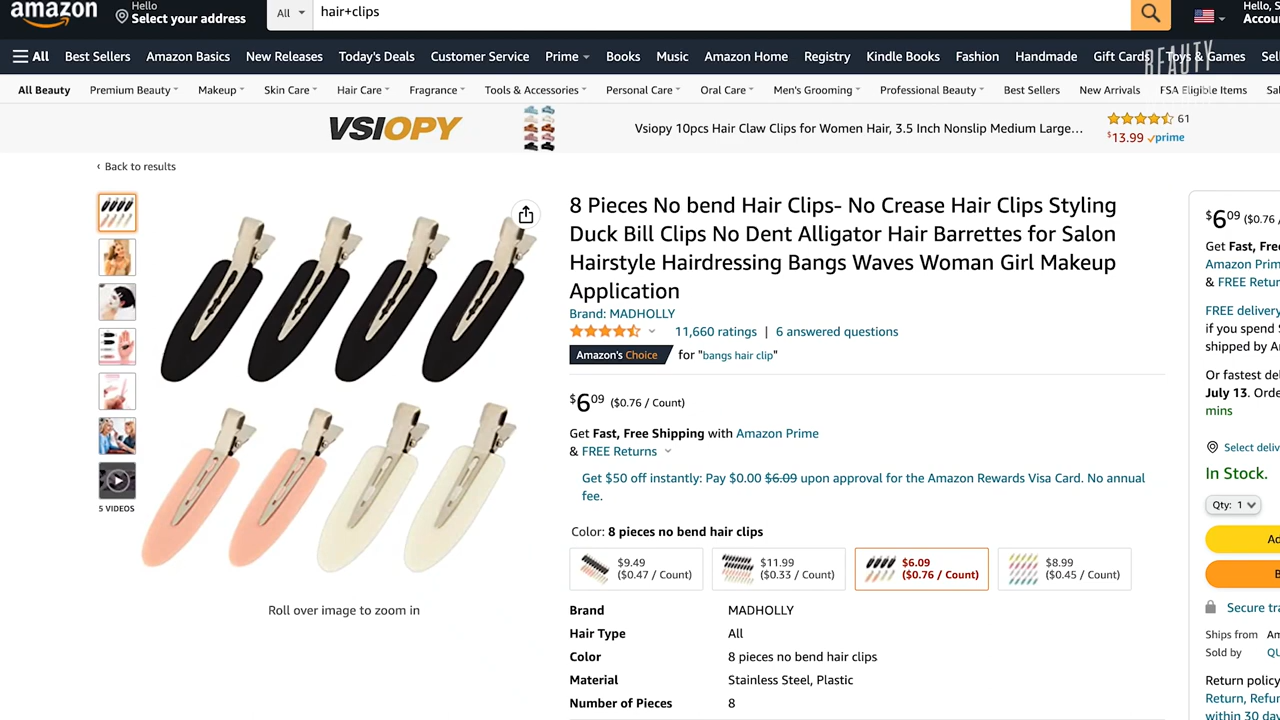 amazon
Hello
Select your address
All
hair+clips
Hello, S
Accou
All
Best Sellers
Amazon Basics
New Releases
Today's Deals
Customer Service
Prime
Books
Music
Amazon Home
Registry
Kindle Books
Fashion
Handmade
Gift Cards
Toys & Games
Sel
BEAUTY
All Beauty
Premium Beauty
Makeup
Skin Care
Hair Care
Fragrance
Tools & Accessories
Personal Care
Oral Care
Men's Grooming
Professional Beauty
Best Sellers
New Arrivals
FSA Eligible Items
Sal
VSIOPY
Vsiopy 10pcs Hair Claw Clips for Women Hair, 3.5 Inch Nonslip Medium Large...
61
$13.99 prime
‹ Back to results
5 VIDEOS
Roll over image to zoom in
8 Pieces No bend Hair Clips- No Crease Hair Clips Styling
Duck Bill Clips No Dent Alligator Hair Barrettes for Salon
Hairstyle Hairdressing Bangs Waves Woman Girl Makeup
Application
Brand: MADHOLLY
11,660 ratings | 6 answered questions
Amazon's Choice for "bangs hair clip"
$6.09 ($0.76 / Count)
Get Fast, Free Shipping with Amazon Prime
& FREE Returns
Get $50 off instantly: Pay $0.00 $6.09 upon approval for the Amazon Rewards Visa Card. No annual
fee.
Color: 8 pieces no bend hair clips
$9.49
($0.47 / Count)
$11.99
($0.33 / Count)
$6.09
($0.76 / Count)
$8.99
($0.45 / Count)
Brand MADHOLLY
Hair Type All
Color 8 pieces no bend hair clips
Material Stainless Steel, Plastic
Number of Pieces 8
$6.09 ($0.76 /
Get Fast, Free
Amazon Prim
& FREE Retur
FREE delivery
if you spend $
shipped by A
Or fastest del
July 13. Orde
mins
Select deliv
In Stock.
Qty: 1
Ad
B
Secure tra
Ships from Am
Sold by QU
Return policy
Return, Refun
within 30 day